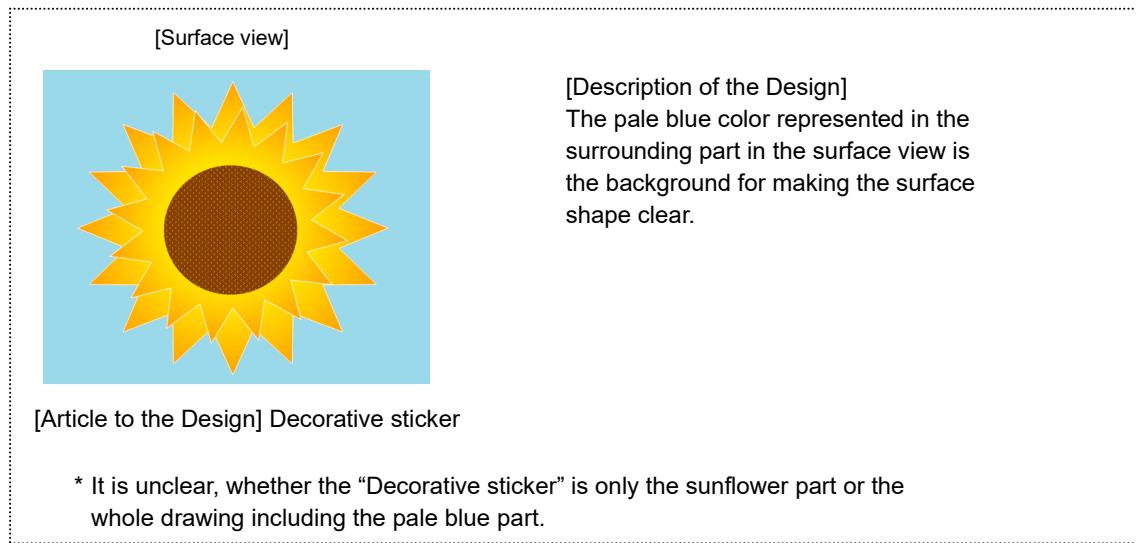 [Surface view]
[Description of the Design]
The pale blue color represented in the
surrounding part in the surface view is
the background for making the surface
shape clear.
[Article to the Design] Decorative sticker
* It is unclear, whether the “Decorative sticker” is only the sunflower part or the
whole drawing including the pale blue part.